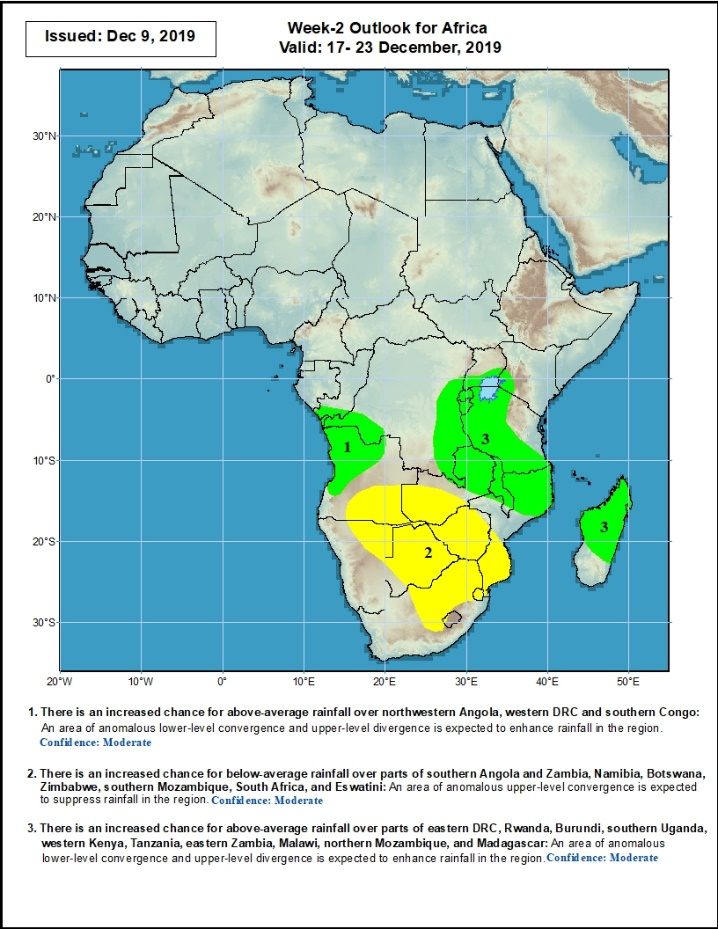 Issued: Dec 9, 2019
Week-2 Outlook for Africa
Valid: 17- 23 December, 2019
30°N
20°N
10°N
0°
10°S
20°S
30°S
1
3
3
2
20°W
10°W
0°
10°E
20°E
30°E
40°E
50°E
1. There is an increased chance for above-average rainfall over northwestern Angola, western DRC and southern Congo:
An area of anomalous lower-level convergence and upper-level divergence is expected to enhance rainfall in the region.
Confidence: Moderate
2. There is an increased chance for below-average rainfall over parts of southern Angola and Zambia, Namibia, Botswana,
Zimbabwe, southern Mozambique, South Africa, and Eswatini: An area of anomalous upper-level convergence is expected
to suppress rainfall in the region. Confidence: Moderate
3. There is an increased chance for above-average rainfall over parts of eastern DRC, Rwanda, Burundi, southern Uganda,
western Kenya, Tanzania, eastern Zambia, Malawi, northern Mozambique, and Madagascar: An area of anomalous
lower-level convergence and upper-level divergence is expected to enhance rainfall in the region. Confidence: Moderate